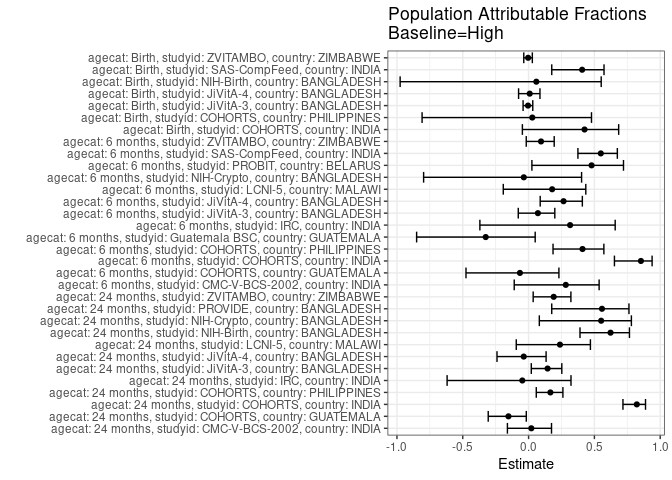 Population Attributable Fractions
Baseline=High
agecat: Birth, studyid: ZVITAMBO, country: ZIMBABWE
agecat: Birth, studyid: SAS-CompFeed, country: INDIA
agecat: Birth, studyid: NIH-Birth, country: BANGLADESH
agecat: Birth, studyid: JiVitA-4, country: BANGLADESH
agecat: Birth, studyid: JiVitA-3, country: BANGLADESH
agecat: Birth, studyid: COHORTS, country: PHILIPPINES
agecat: Birth, studyid: COHORTS, country: INDIA
agecat: 6 months, studyid: ZVITAMBO, country: ZIMBABWE
agecat: 6 months, studyid: SAS-CompFeed, country: INDIA
agecat: 6 months, studyid: PROBIT, country: BELARUS
agecat: 6 months, studyid: NIH-Crypto, country: BANGLADESH
agecat: 6 months, studyid: LCNI-5, country: MALAWI
agecat: 6 months, studyid: JiVitA-4, country: BANGLADESH
agecat: 6 months, studyid: JiVitA-3, country: BANGLADESH
agecat: 6 months, studyid: IRC, country: INDIA
agecat: 6 months, studyid: Guatemala BSC, country: GUATEMALA
agecat: 6 months, studyid: COHORTS, country: PHILIPPINES
agecat: 6 months, studyid: COHORTS, country: INDIA
agecat: 6 months, studyid: COHORTS, country: GUATEMALA
agecat: 6 months, studyid: CMC-V-BCS-2002, country: INDIA
agecat: 24 months, studyid: ZVITAMBO, country: ZIMBABWE
agecat: 24 months, studyid: PROVIDE, country: BANGLADESH
agecat: 24 months, studyid: NIH-Crypto, country: BANGLADESH
agecat: 24 months, studyid: NIH-Birth, country: BANGLADESH
agecat: 24 months, studyid: LCNI-5, country: MALAWI
agecat: 24 months, studyid: JiVitA-4, country: BANGLADESH
agecat: 24 months, studyid: JiVitA-3, country: BANGLADESH
agecat: 24 months, studyid: IRC, country: INDIA
agecat: 24 months, studyid: COHORTS, country: PHILIPPINES
agecat: 24 months, studyid: COHORTS, country: INDIA
agecat: 24 months, studyid: COHORTS, country: GUATEMALA
agecat: 24 months, studyid: CMC-V-BCS-2002, country: INDIA
-1.0 -0.5 0.0 0.5 1.0
Estimate